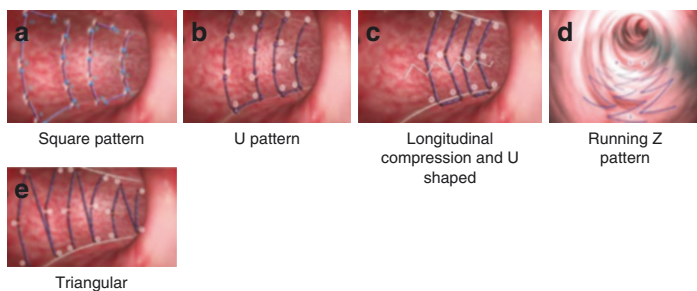 a
Square pattern
b
U pattern
c
Longitudinal
compression and U
shaped
d
Running Z
pattern
e
Triangular